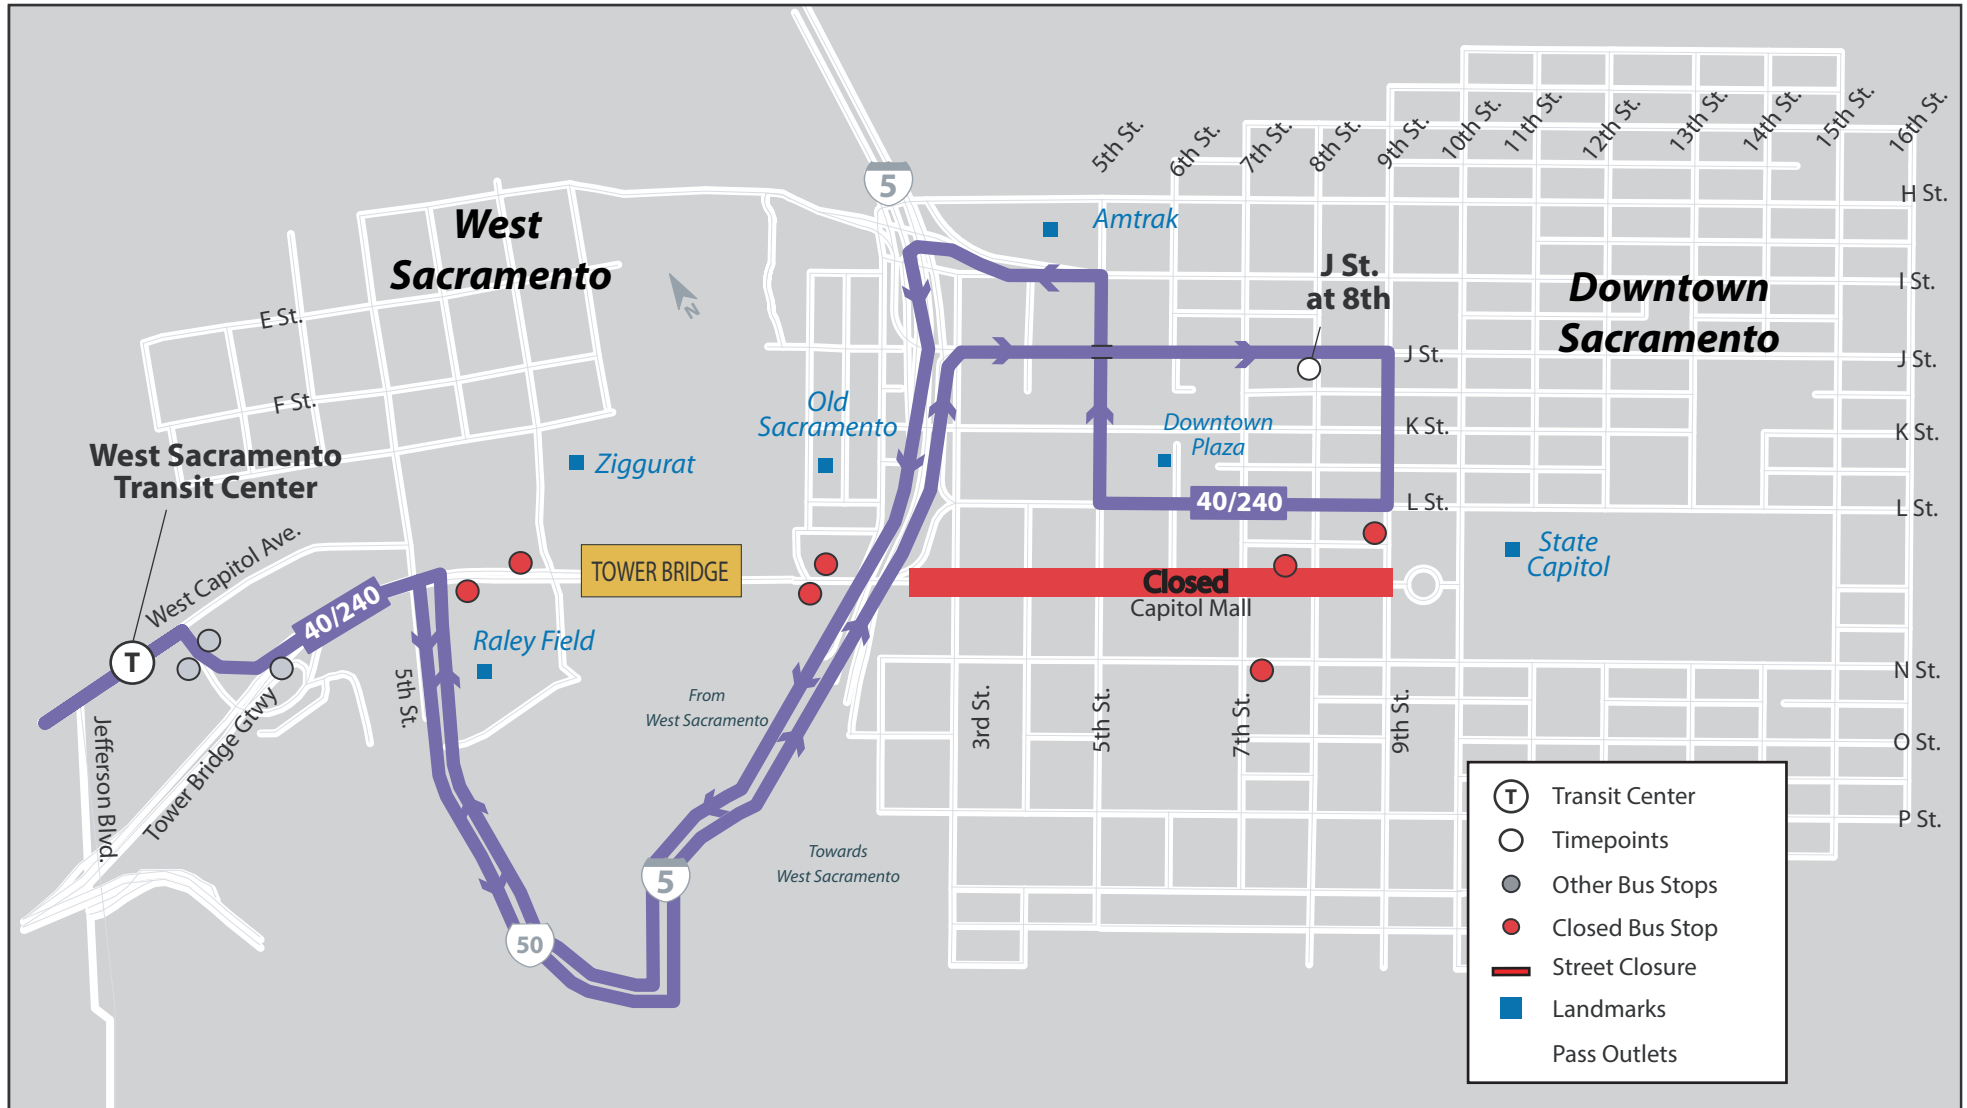 5th St.
6th St.
7th St.
8th St.
9th St.
10th St.
11th St.
12th St.
13th St.
14th St.
15th St.
16th St.
5
H St.
West
Sacramento
Amtrak
N
J St.
at 8th
Downtown
Sacramento
I St.
E St.
J St.
J St.
F St.
Old
Sacramento
Downtown
Plaza
K St.
K St.
West Sacramento
Transit Center
Ziggurat
40/240
L St.
L St.
West Capitol Ave.
TOWER BRIDGE
State
Capitol
Closed
Capitol Mall
40/240
T
Raley Field
5th St.
N St.
From
West Sacramento
3rd St.
5th St.
7th St.
9th St.
Jefferson Blvd.
Tower Bridge Gtwy
O St.
Towards
West Sacramento
5
P St.
50
T Transit Center
Timepoints
Other Bus Stops
Closed Bus Stop
Street Closure
Landmarks
Pass Outlets